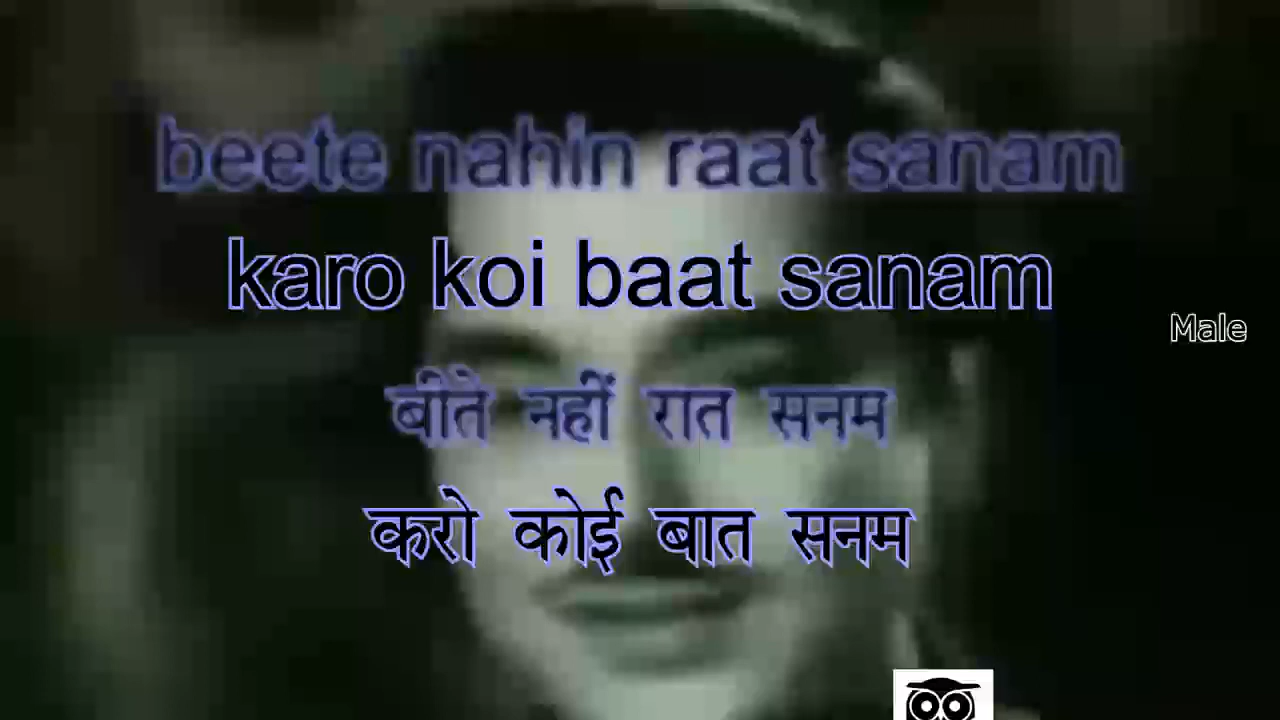 beete nahin raat sanam
karo koi baat sanam
Male
बीते नहीं रात सनम
करो कोई बात सनम